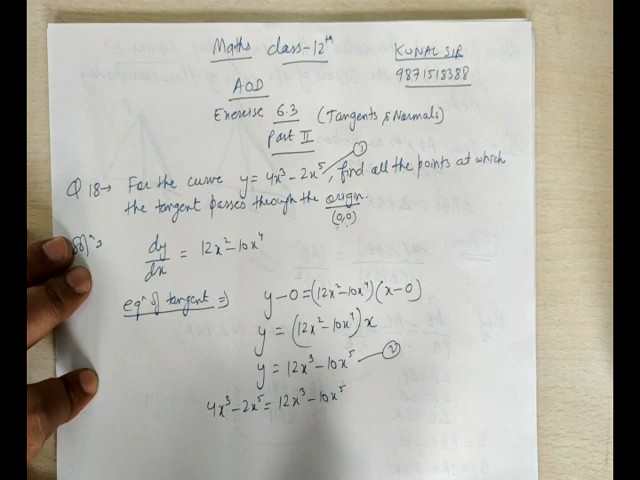 Maths class-12th
KUNAL SIR
9871518388
AOD
Exercise 6.3 (Tangents & Normals)
Part II
Q 18→ For the curve y = 4x³ - 2x⁵, find all the points at which
the tangent passes through the origin.
(0,0)
Solⁿ:
dy/dx = 12x² - 10x⁴
eqⁿ of tangent ⇒ y - 0 = (12x² - 10x⁴)(x - 0)
y = (12x² - 10x⁴)x
y = 12x³ - 10x⁵ — ②
4x³ - 2x⁵ = 12x³ - 10x⁵